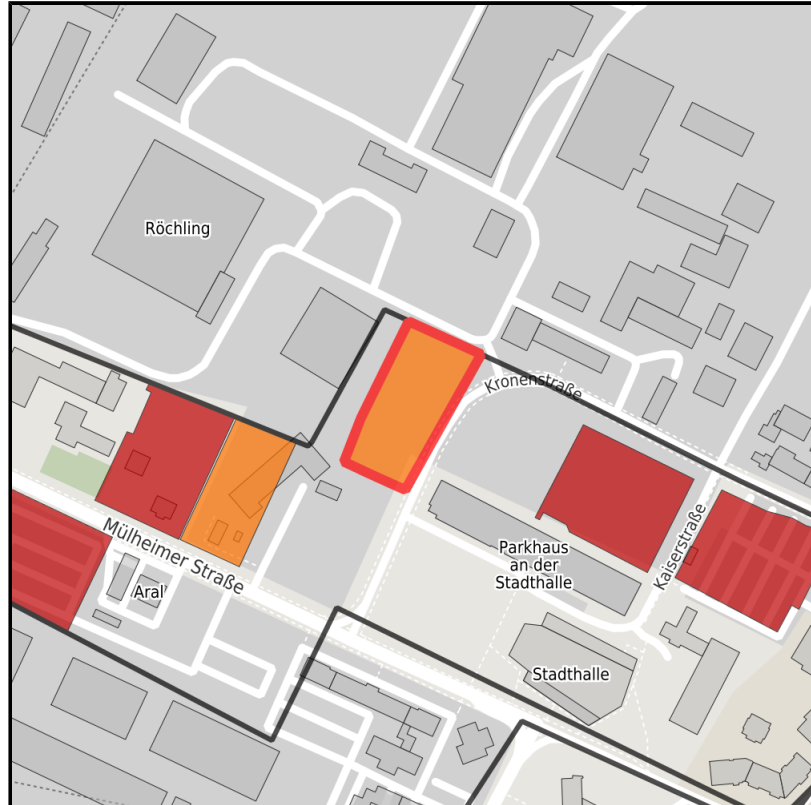 Röchling
Kronenstraße
Mülheimer Straße
Kaiserstraße
Parkhaus
an der
Stadthalle
Aral
Stadthalle